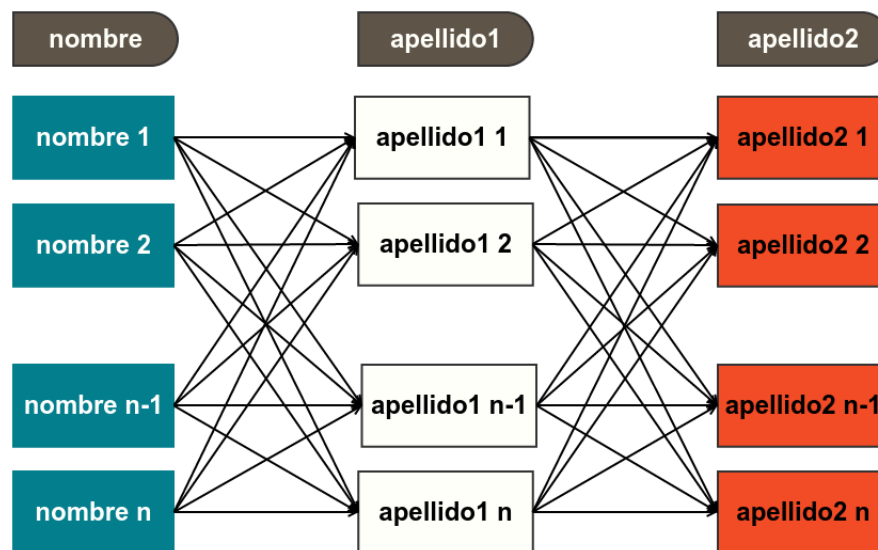 nombre apellido1 apellido2
nombre 1 apellido1 1 apellido2 1
nombre 2 apellido1 2 apellido2 2
nombre n-1 apellido1 n-1 apellido2 n-1
nombre n apellido1 n apellido2 n